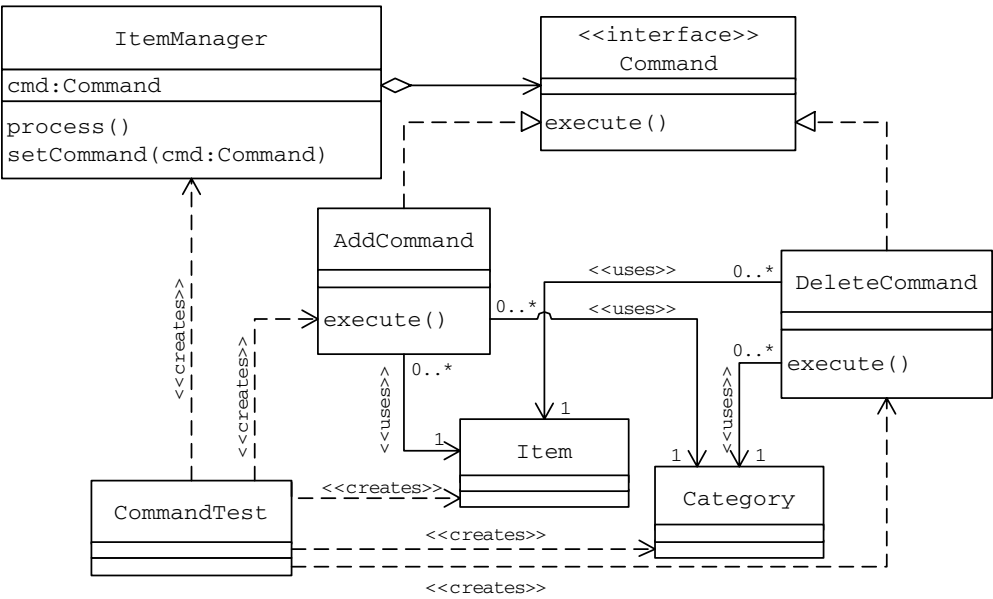 ItemManager
cmd:Command
process()
setCommand(cmd:Command)
<<interface>>
Command
execute()
AddCommand
execute()
DeleteCommand
execute()
<<uses>>
0..*
0..*
<<uses>>
0..*
0..*
<<uses>>
<<uses>>
1
1
1
1
<<creates>>
<<creates>>
Item
Category
CommandTest
<<creates>>
<<creates>>
<<creates>>